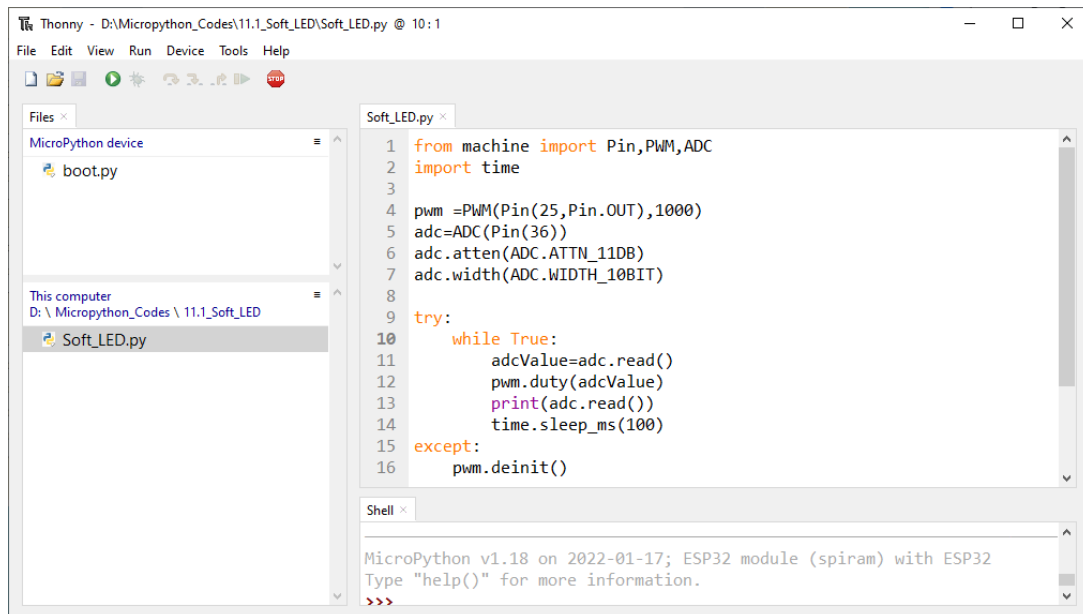 Thonny - D:\Micropython_Codes\11.1_Soft_LED\Soft_LED.py @ 10 : 1
File Edit View Run Device Tools Help
STOP
Files ×
MicroPython device ≡
boot.py
This computer ≡
D: \ Micropython_Codes \ 11.1_Soft_LED
Soft_LED.py
Soft_LED.py ×
1 from machine import Pin,PWM,ADC
2 import time
3
4 pwm =PWM(Pin(25,Pin.OUT),1000)
5 adc=ADC(Pin(36))
6 adc.atten(ADC.ATTN_11DB)
7 adc.width(ADC.WIDTH_10BIT)
8
9 try:
10     while True:
11         adcValue=adc.read()
12         pwm.duty(adcValue)
13         print(adc.read())
14         time.sleep_ms(100)
15 except:
16     pwm.deinit()
Shell ×
MicroPython v1.18 on 2022-01-17; ESP32 module (spiram) with ESP32
Type "help()" for more information.
>>>